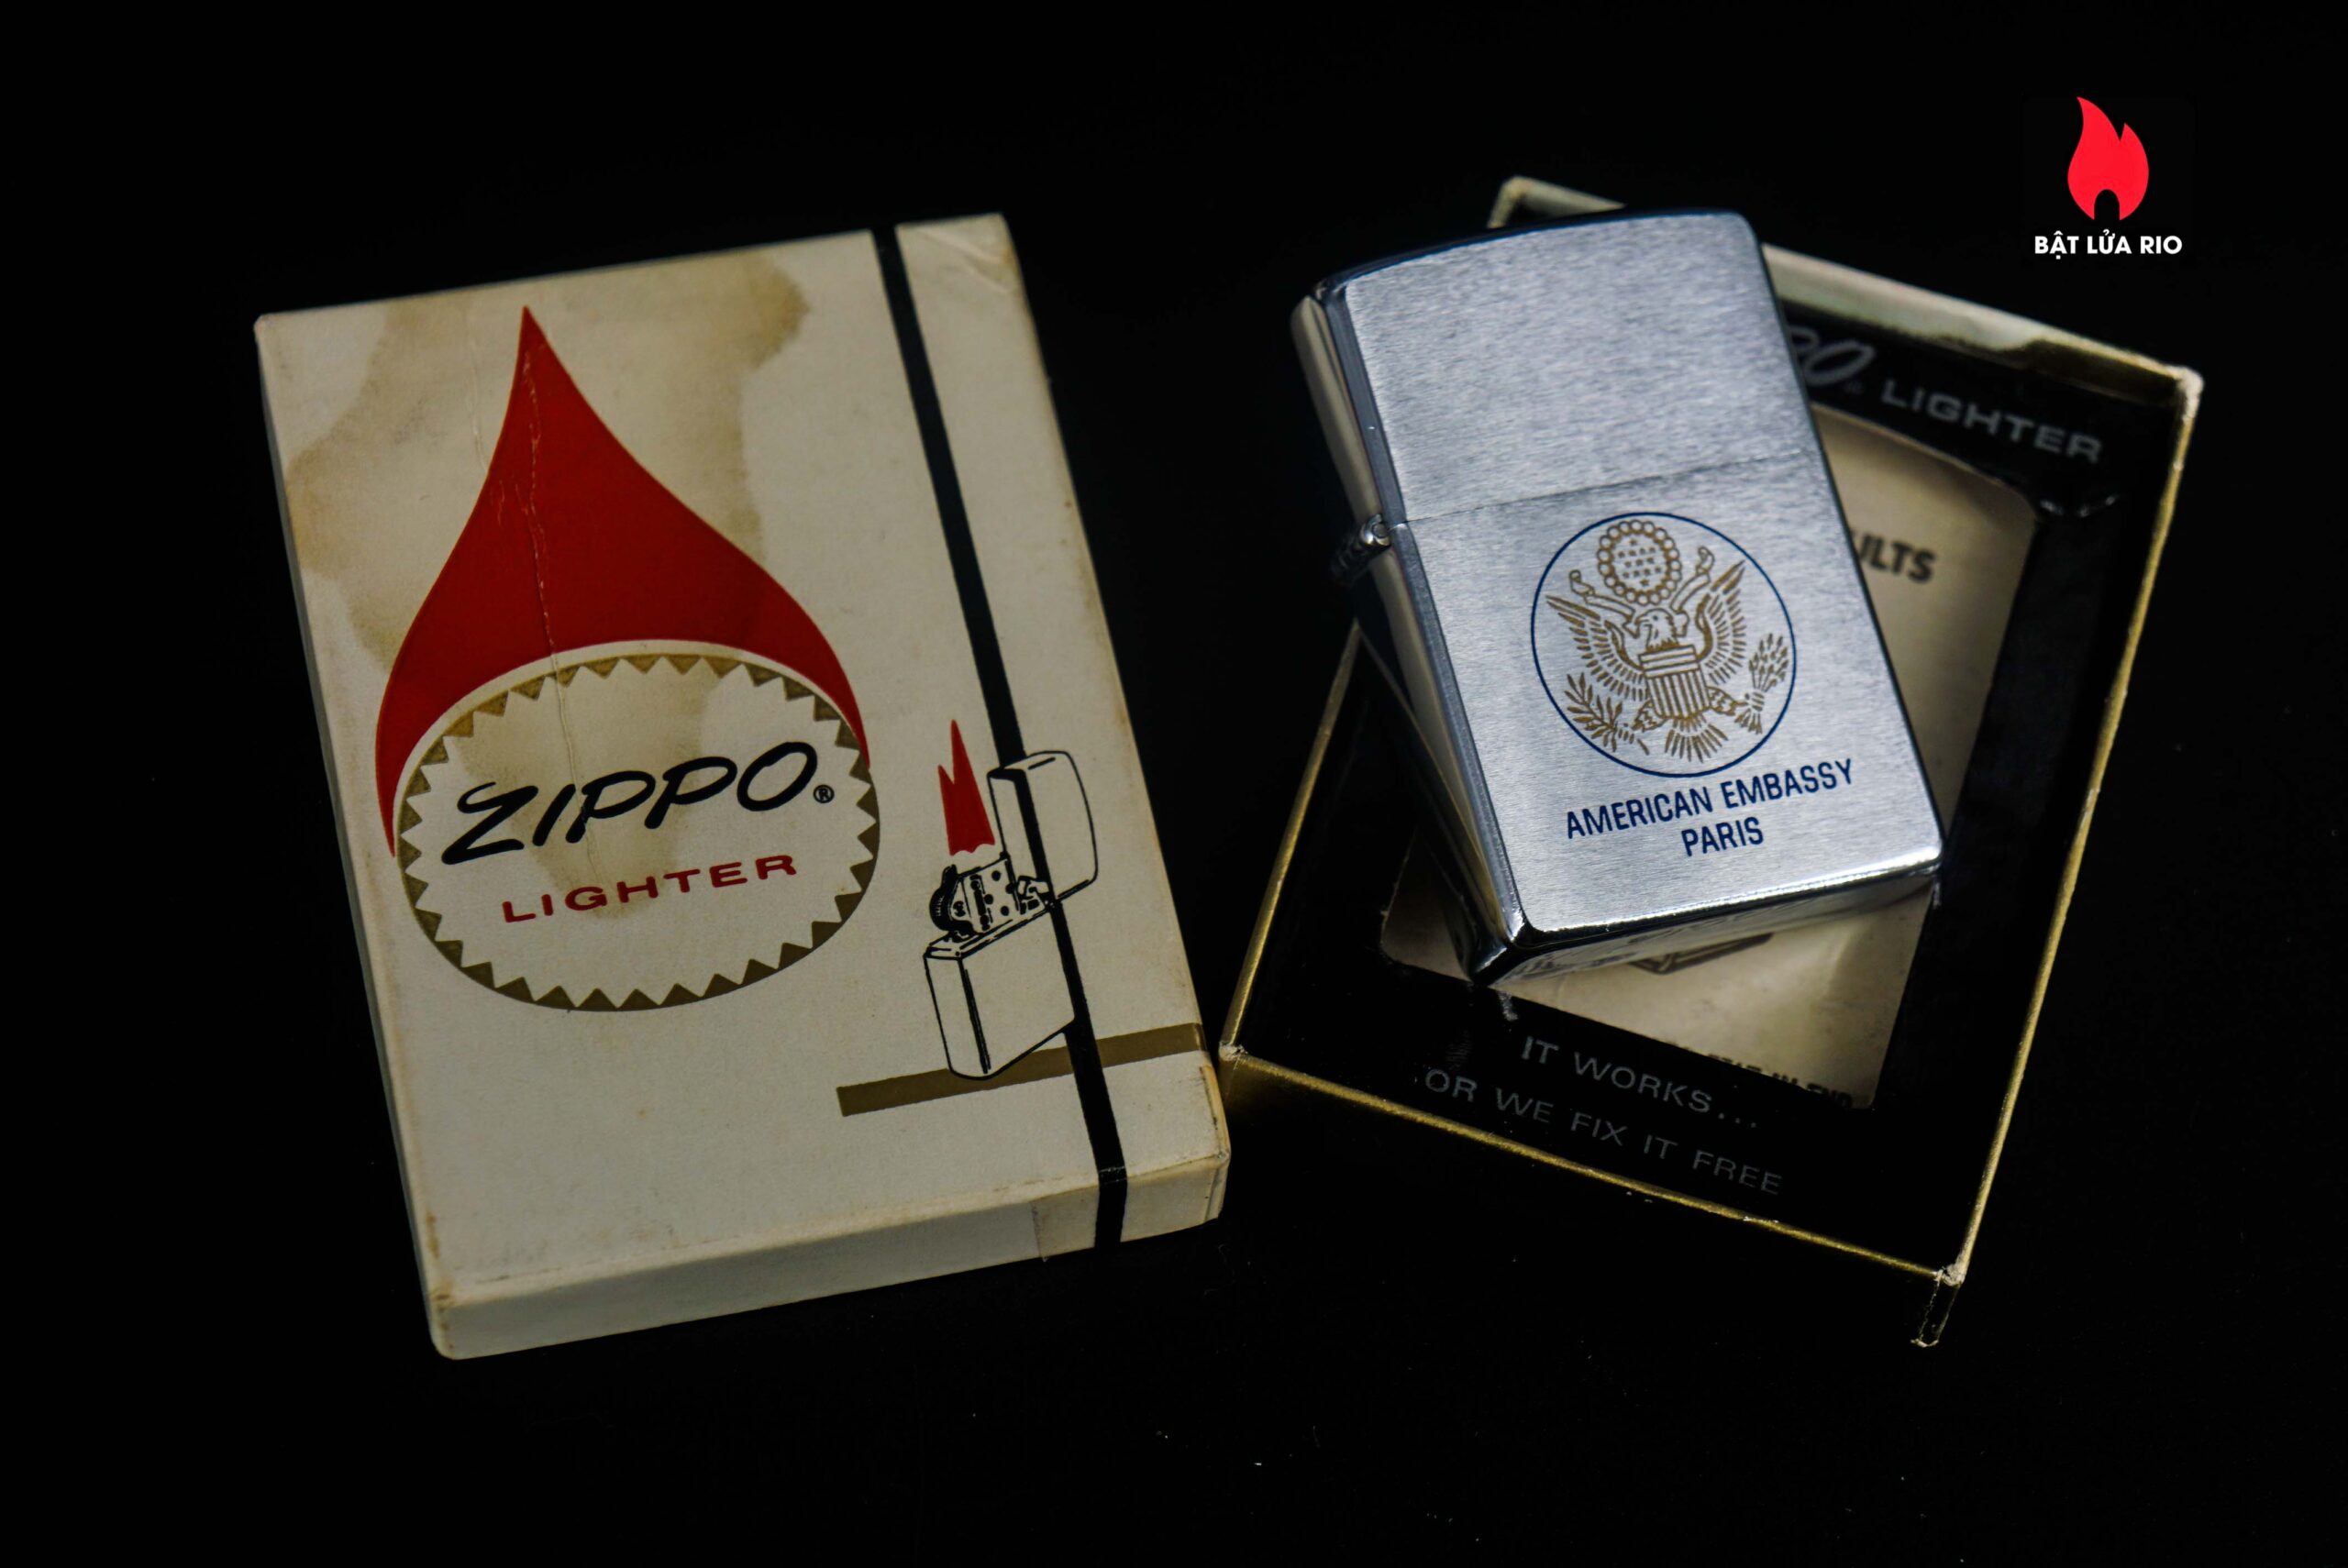 BẬT LỬA RIO
ZIPPO®
LIGHTER
LIGHTER
AMERICAN EMBASSY
PARIS
IT WORKS...
OR WE FIX IT FREE